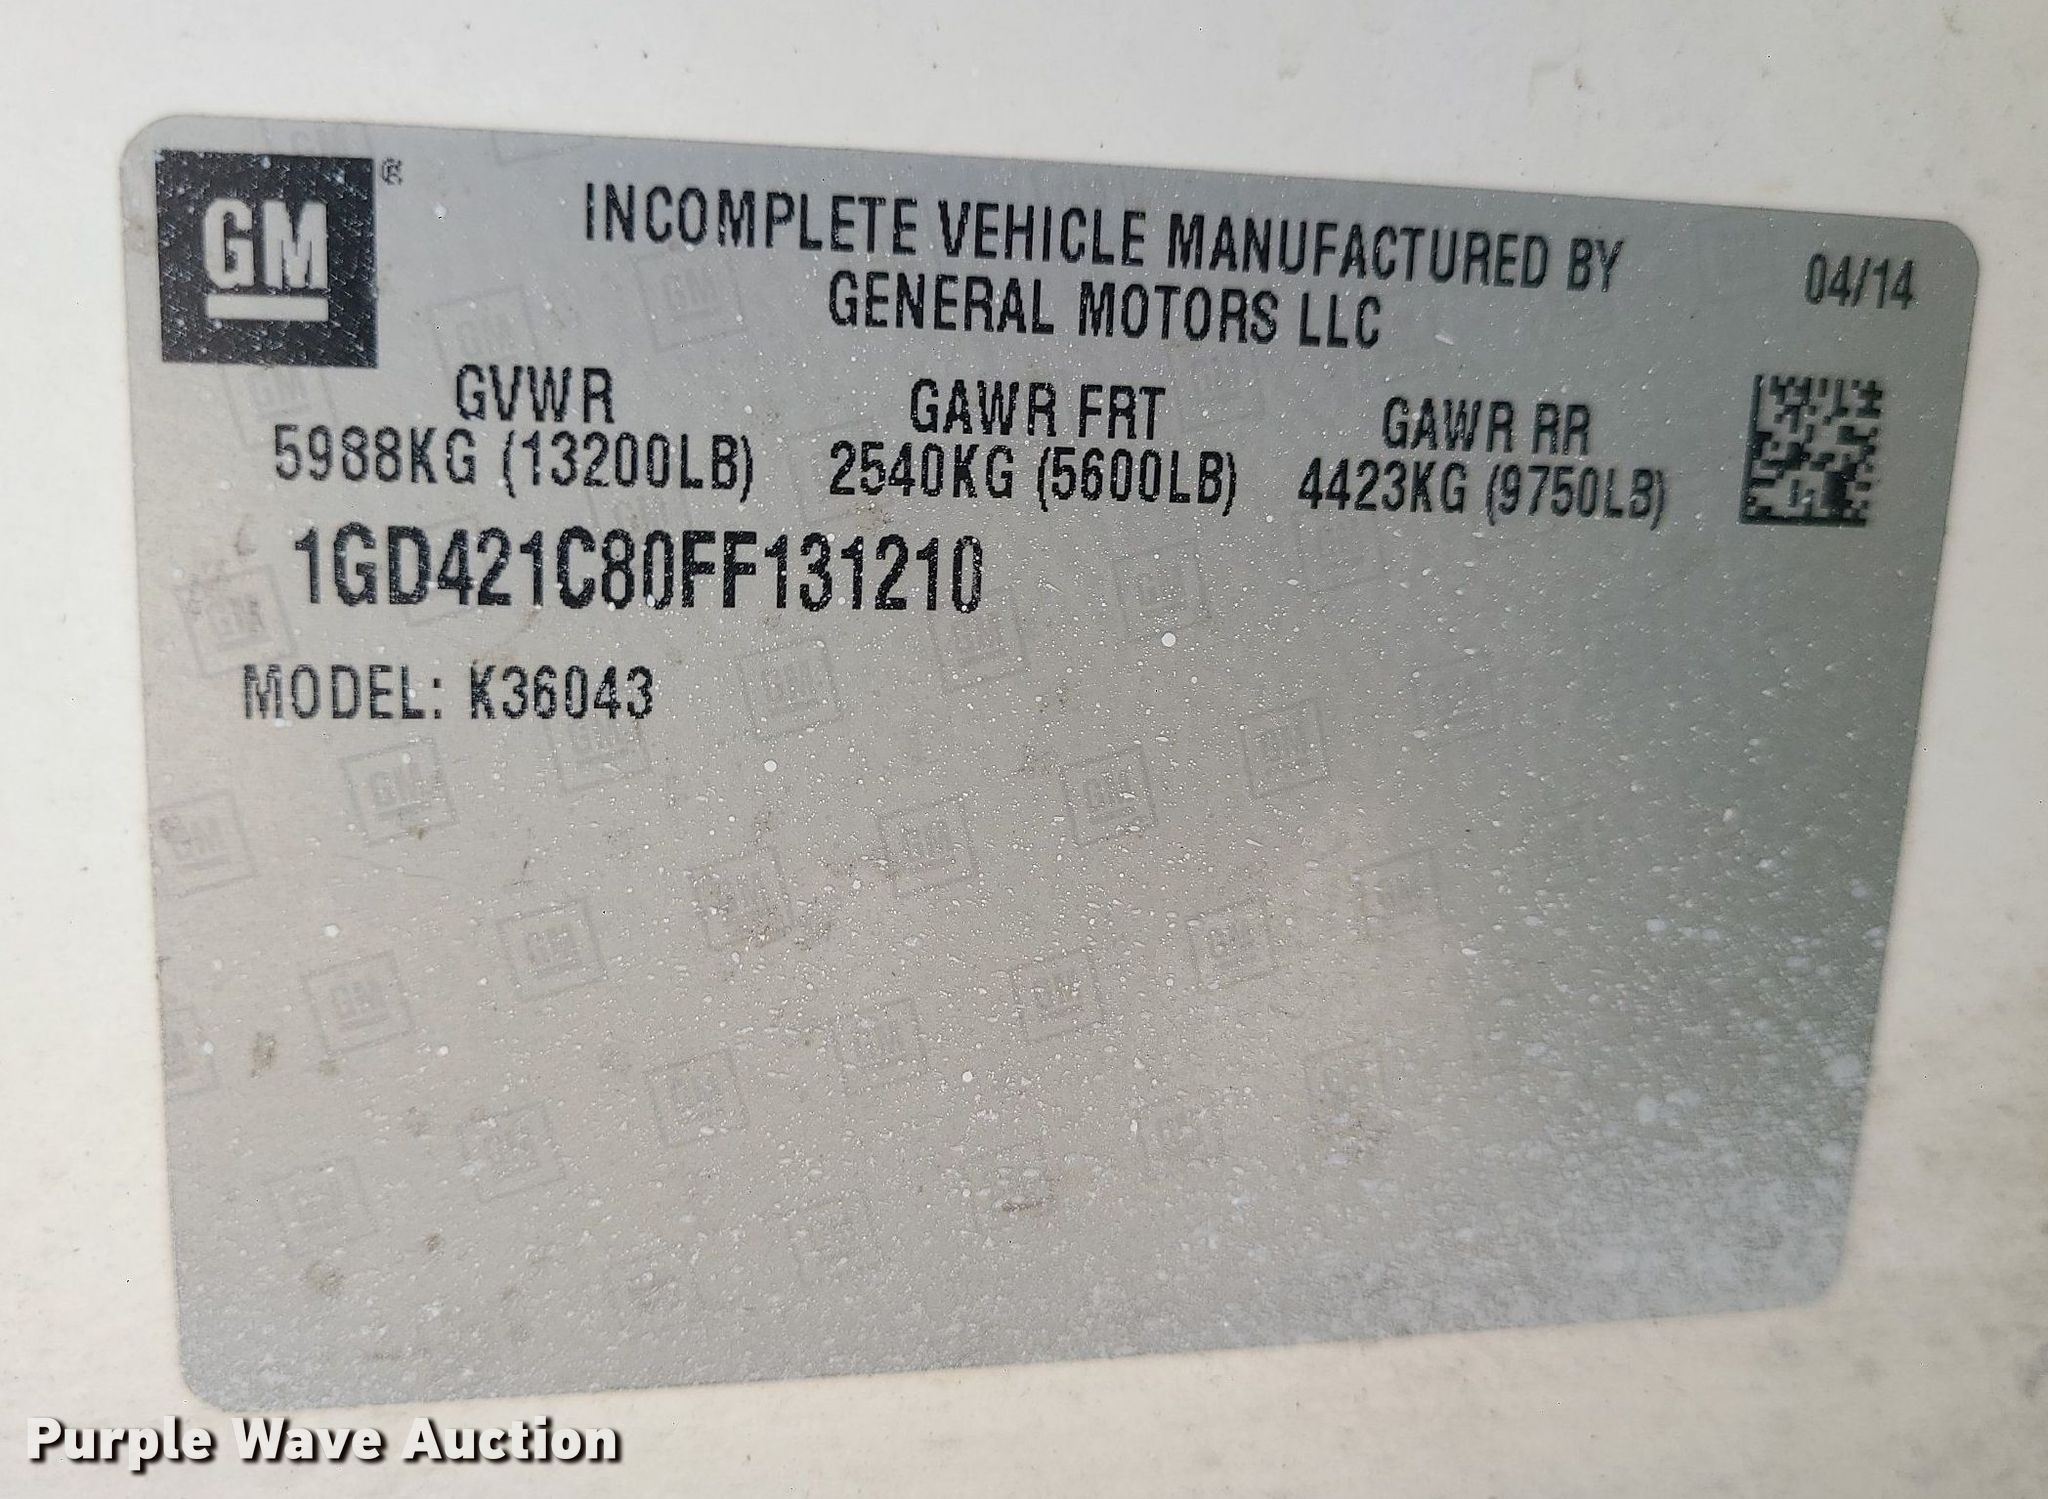 GM ®
INCOMPLETE VEHICLE MANUFACTURED BY
GENERAL MOTORS LLC
04/14
GVWR GAWR FRT GAWR RR
5988KG (13200LB) 2540KG (5600LB) 4423KG (9750LB)
1GD421C80FF131210
MODEL: K36043
Purple Wave Auction